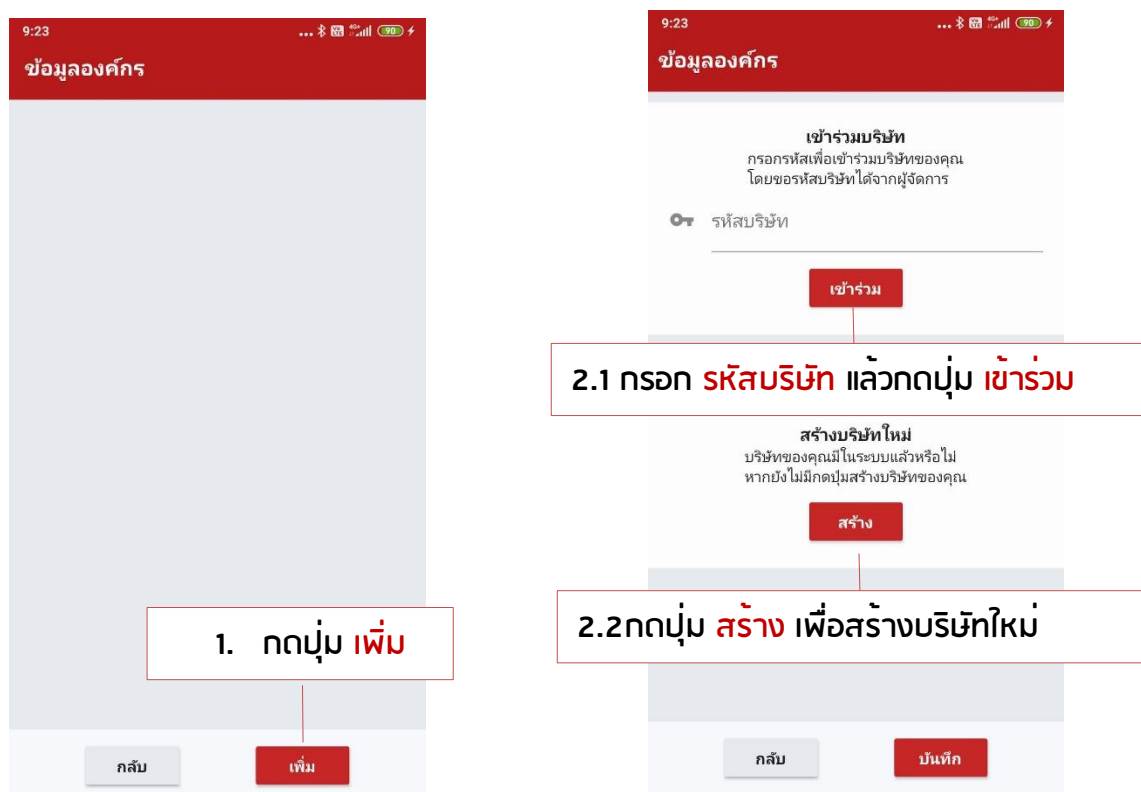 9:23
90
ข้อมูลองค์กร
1. กดปุ่ม เพิ่ม
กลับ
เพิ่ม
9:23
90
ข้อมูลองค์กร
เข้าร่วมบริษัท
กรอกรหัสเพื่อเข้าร่วมบริษัทของคุณ
โดยขอรหัสบริษัทได้จากผู้จัดการ
รหัสบริษัท
เข้าร่วม
2.1 กรอก รหัสบริษัท แล้วกดปุ่ม เข้าร่วม
สร้างบริษัทใหม่
บริษัทของคุณมีในระบบแล้วหรือไม่
หากยังไม่มีกดปุ่มสร้างบริษัทของคุณ
สร้าง
2.2กดปุ่ม สร้าง เพื่อสร้างบริษัทใหม่
กลับ
บันทึก